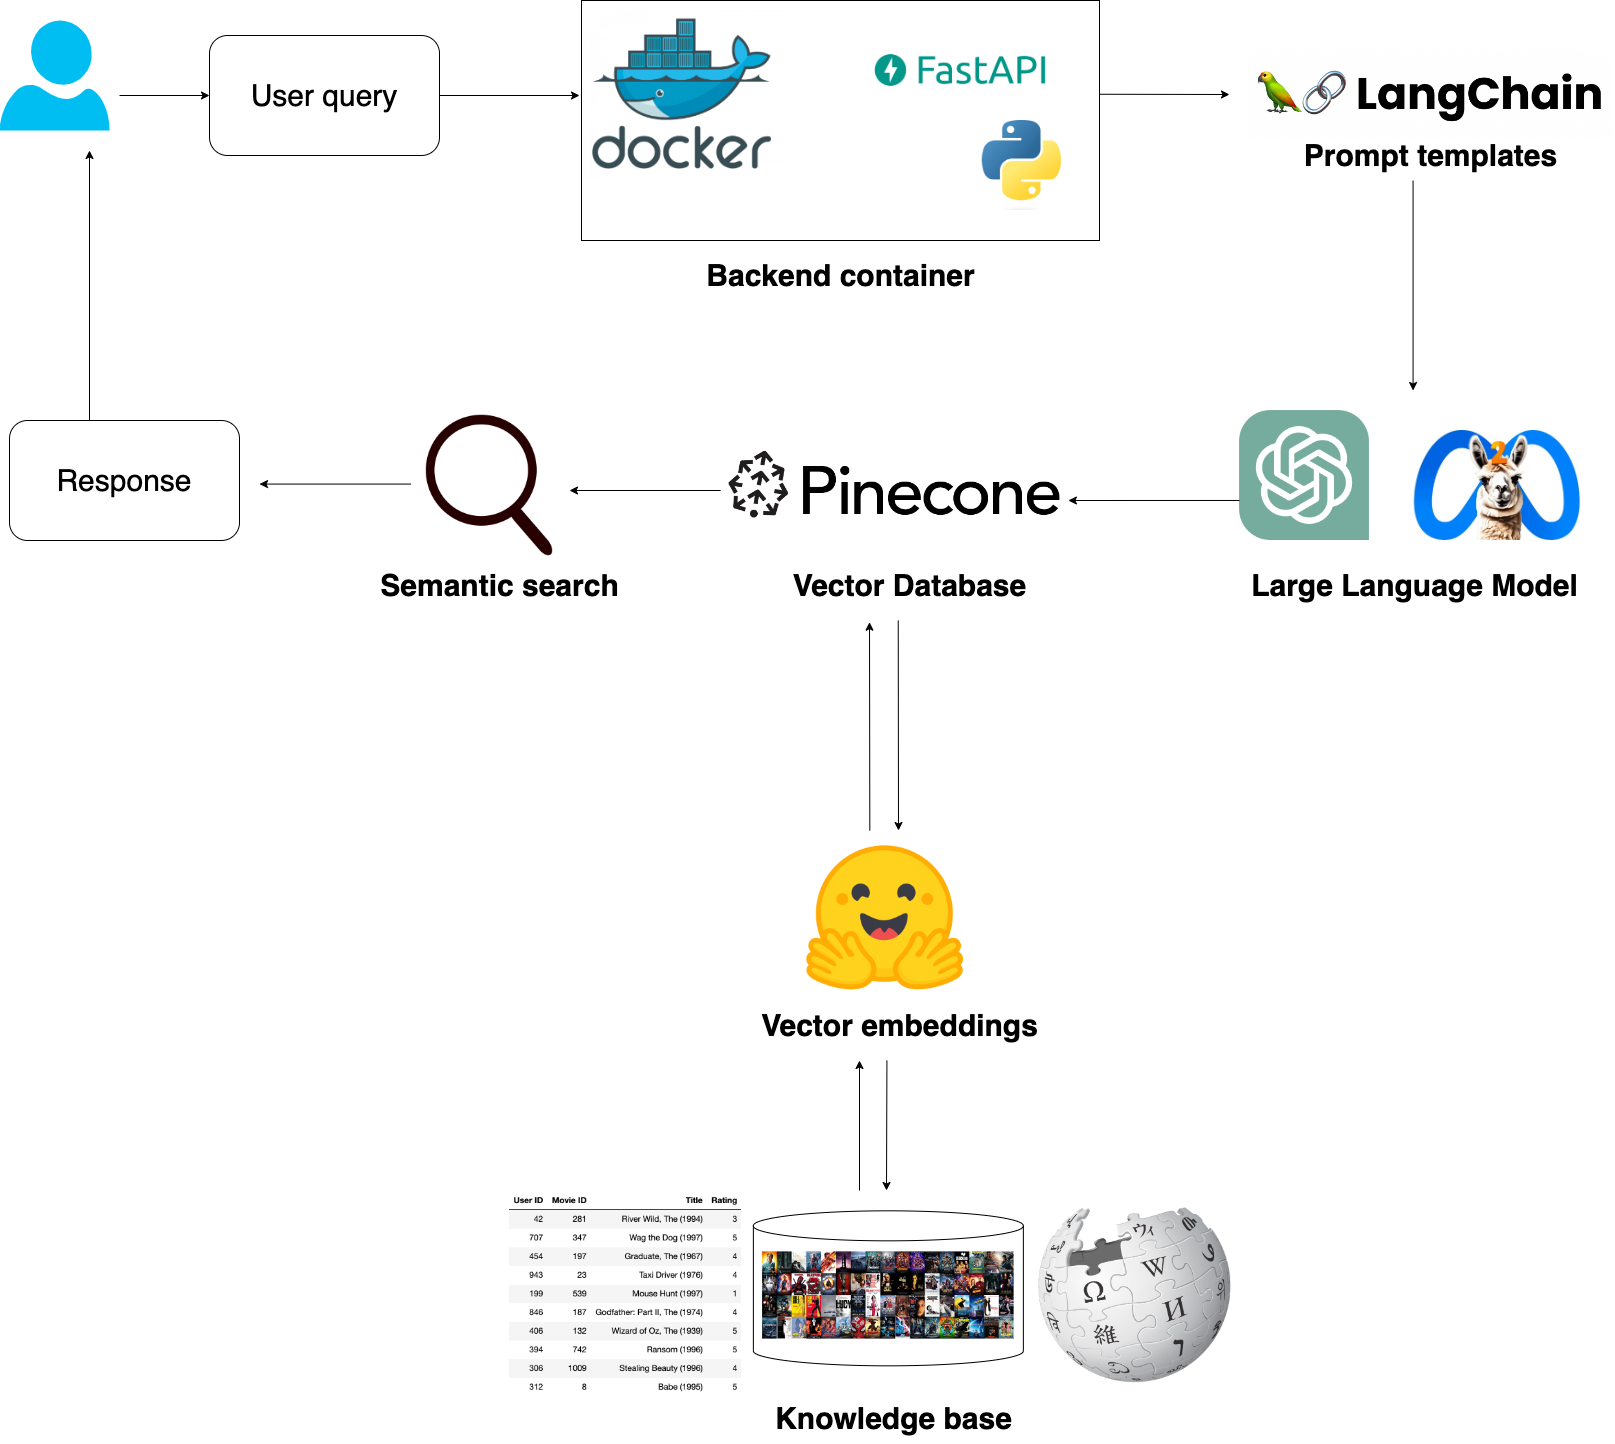 User query
docker
FastAPI
LangChain
Prompt templates
Backend container
Response
Semantic search
Pinecone
Vector Database
2
Large Language Model
Vector embeddings
User ID Movie ID Title Rating
42 281 River Wild, The (1994) 3
707 347 Wag the Dog (1997) 5
454 197 Graduate, The (1967) 4
943 23 Taxi Driver (1976) 4
199 539 Mouse Hunt (1997) 1
846 187 Godfather: Part II, The (1974) 4
406 132 Wizard of Oz, The (1939) 5
394 742 Ransom (1996) 5
306 1009 Stealing Beauty (1996) 4
312 8 Babe (1995) 5
Ω W И
維
Knowledge base